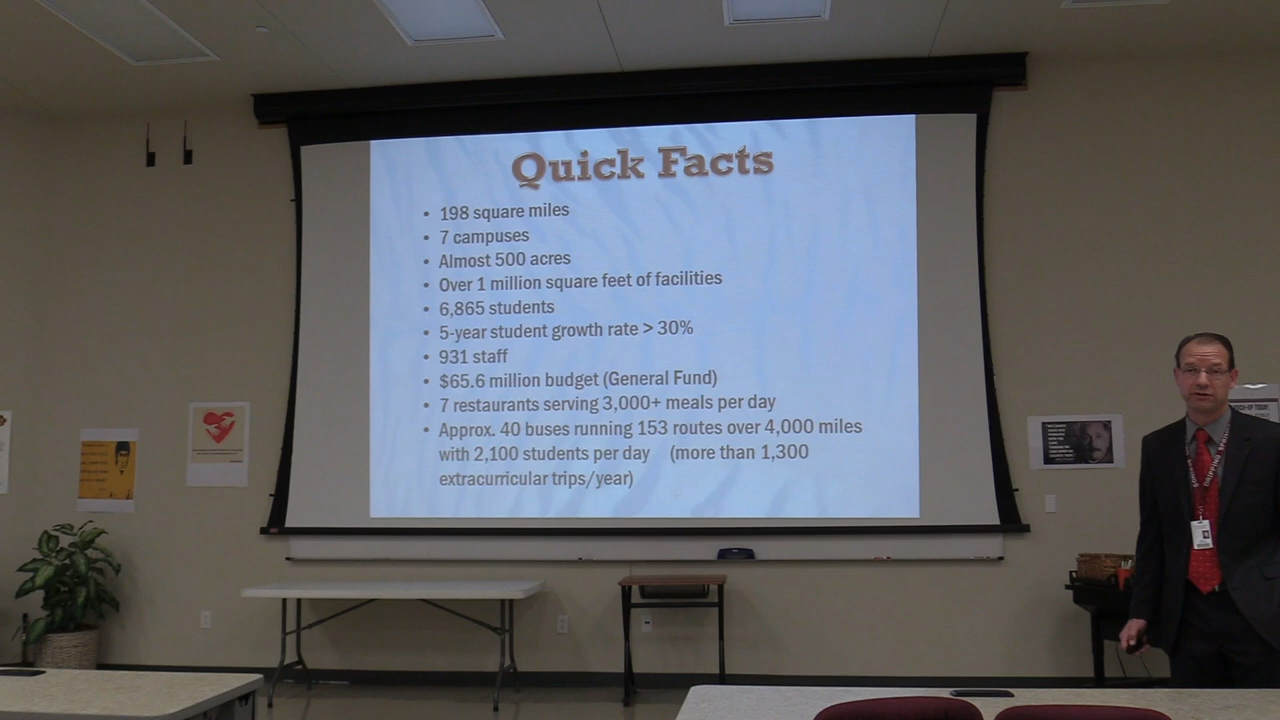 Quick Facts
• 198 square miles
• 7 campuses
• Almost 500 acres
• Over 1 million square feet of facilities
• 6,865 students
• 5-year student growth rate > 30%
• 931 staff
• $65.6 million budget (General Fund)
• 7 restaurants serving 3,000+ meals per day
• Approx. 40 buses running 153 routes over 4,000 miles
with 2,100 students per day (more than 1,300
extracurricular trips/year)
DRIPPING SPRINGS